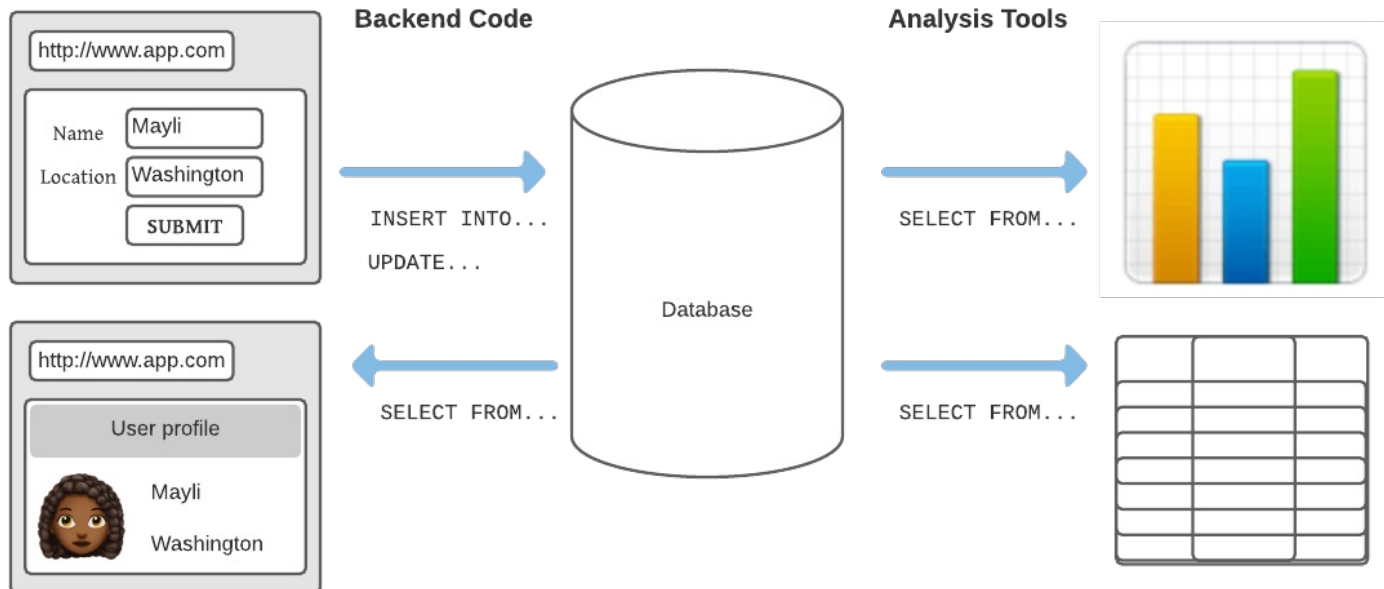 Backend Code
Analysis Tools
http://www.app.com
Name
Mayli
Location
Washington
SUBMIT
INSERT INTO...
UPDATE...
SELECT FROM...
Database
http://www.app.com
User profile
Mayli
Washington
SELECT FROM...
SELECT FROM...